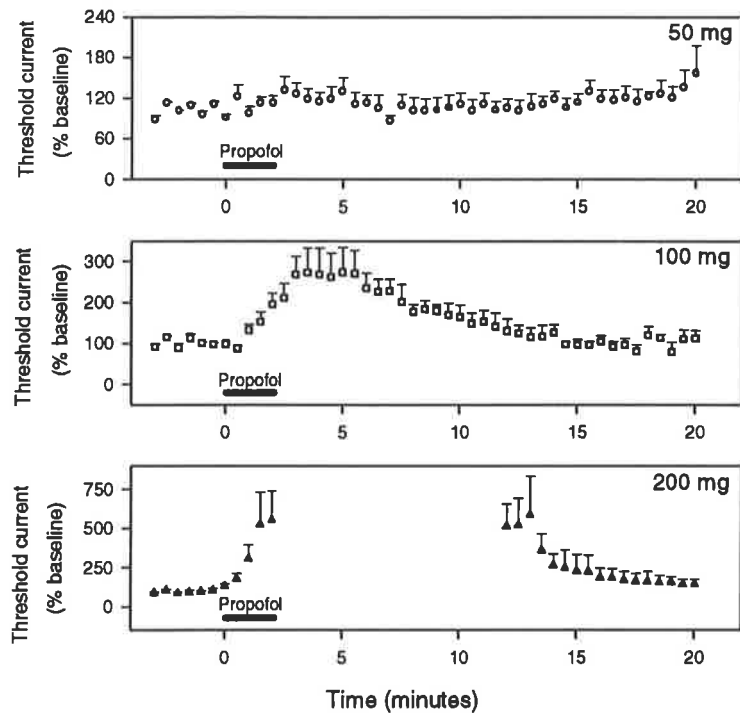 240
50 mg
180
120
60
0
Threshold current
(% baseline)
Propofol
0 5 10 15 20
100 mg
300
200
100
0
Threshold current
(% baseline)
Propofol
0 5 10 15 20
200 mg
750
500
250
0
Threshold current
(% baseline)
Propofol
0 5 10 15 20
Time (minutes)